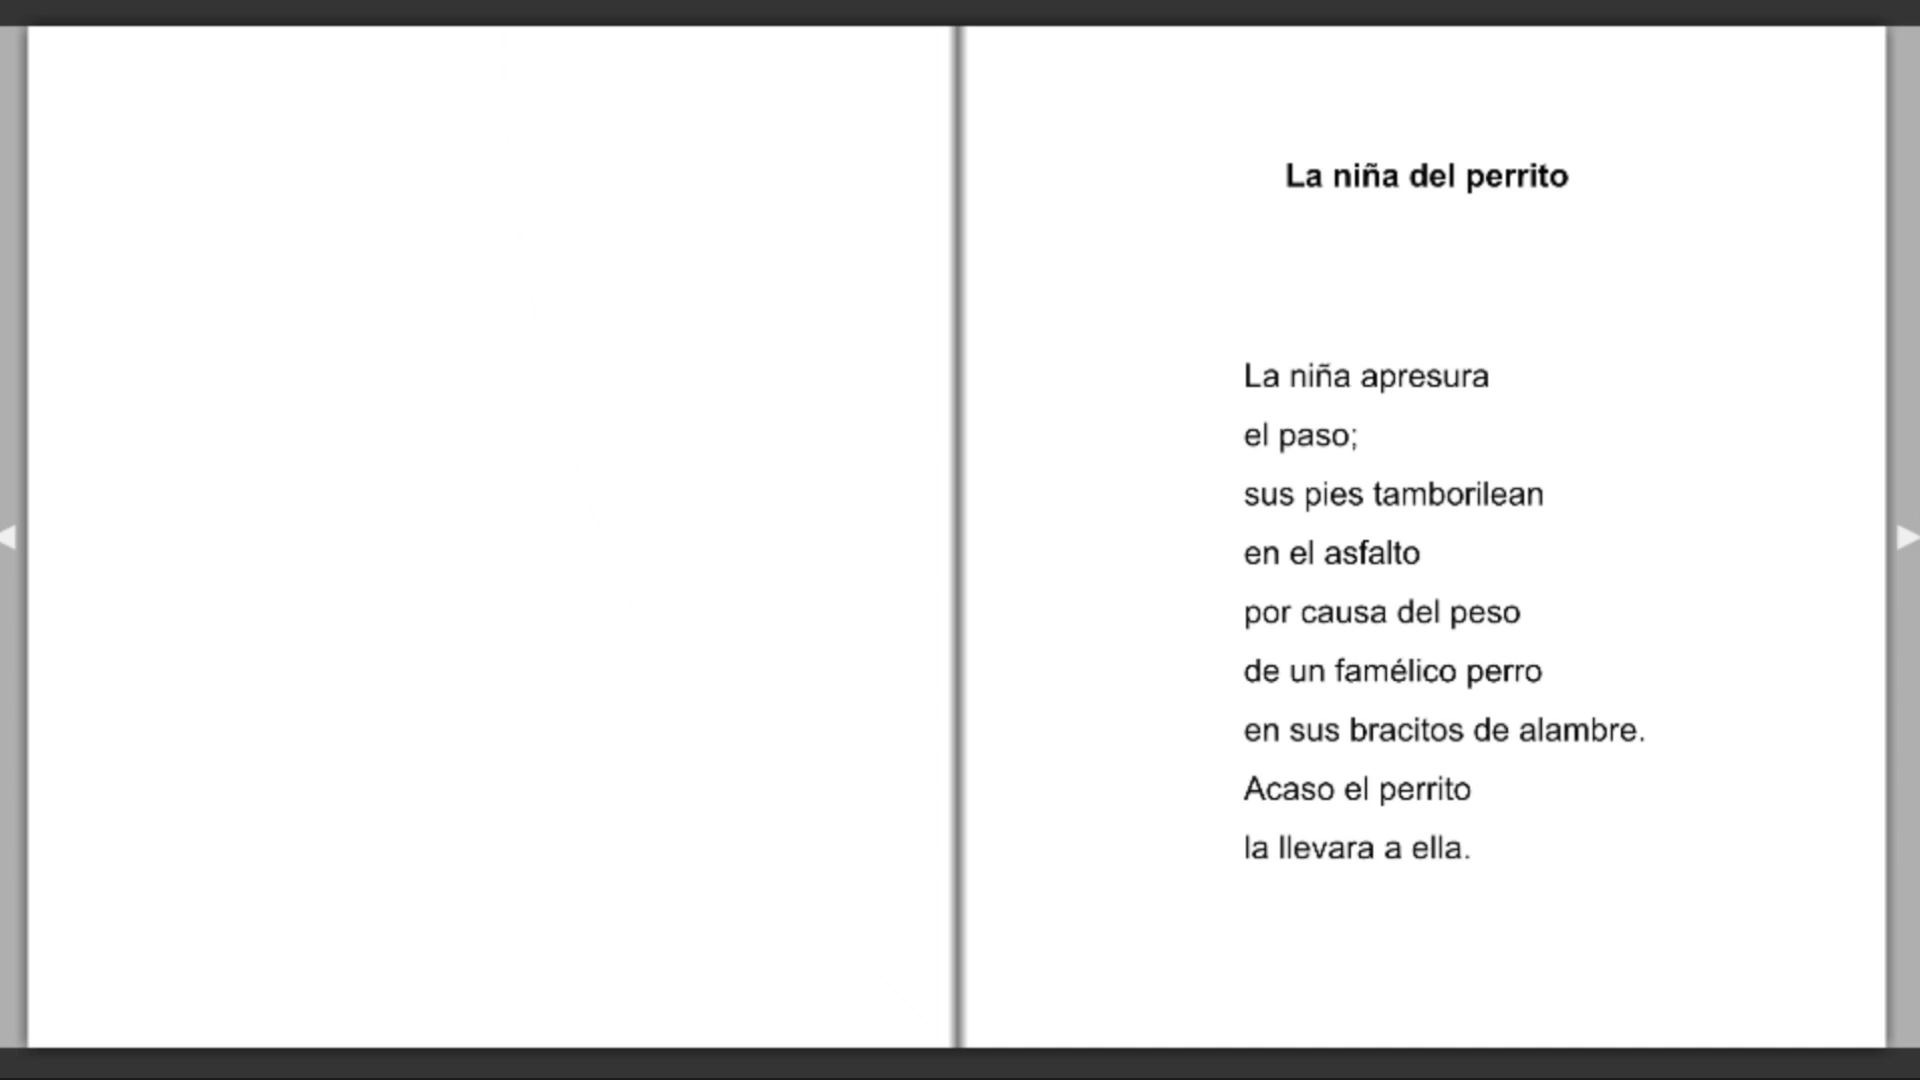 La niña del perrito
La niña apresura
el paso;
sus pies tamborilean
en el asfalto
por causa del peso
de un famélico perro
en sus bracitos de alambre.
Acaso el perrito
la llevara a ella.